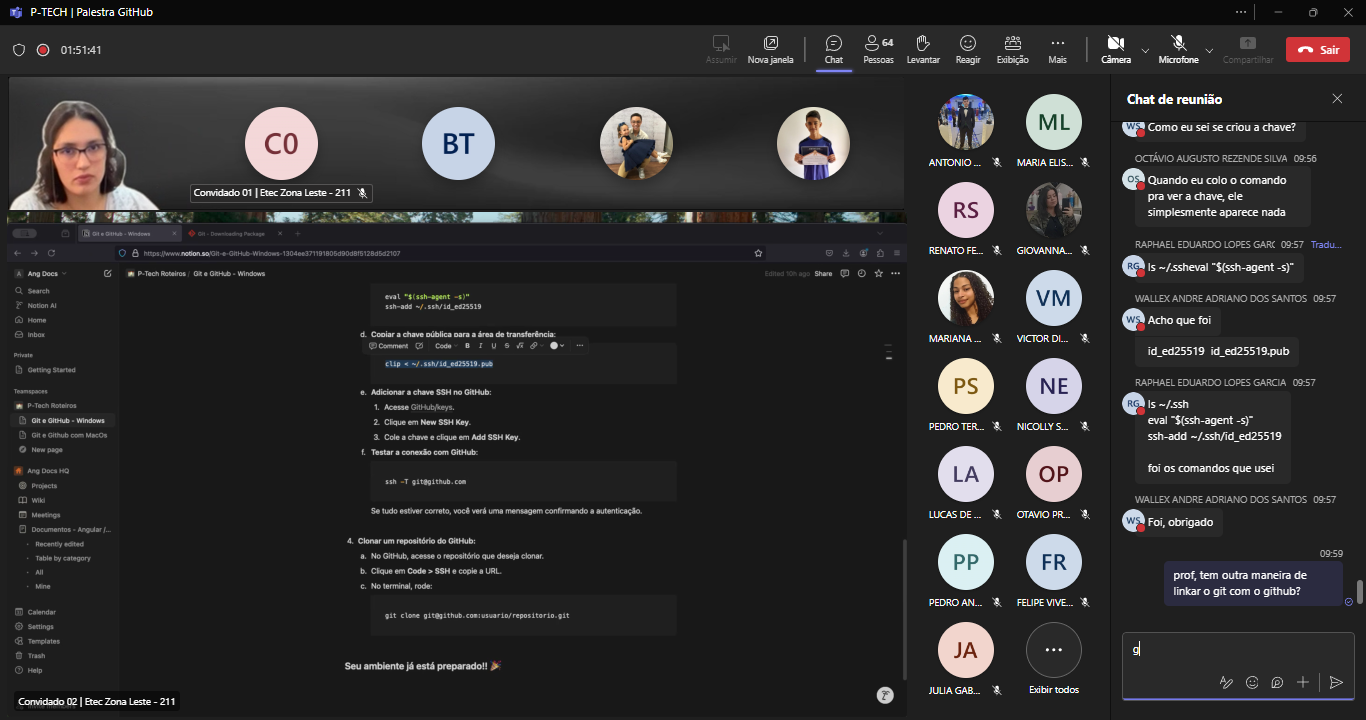 P-TECH | Palestra GitHub
01:51:41
Assumir
Nova janela
Chat
64
Pessoas
Levantar
Reagir
Exibição
Mais
Câmera
Microfone
Compartilhar
Sair
C0
BT
Convidado 01 | Etec Zona Leste - 211
Git e GitHub - Windows
Git - Downloading Package
https://www.notion.so/Git-e-GitHub-Windows-1304ee371191805d90d8f5128d5d2107
Ang Docs
P-Tech Roteiros / Git e GitHub - Windows
Edited 10h ago
Share
Search
Notion AI
Home
Inbox
Private
Getting Started
Teamspaces
P-Tech Roteiros
Git e GitHub - Windows
Git e Github com MacOs
New page
Ang Docs HQ
Projects
Wiki
Meetings
Documentos - Angular /...
Recently edited
Table by category
All
Mine
Calendar
Settings
Templates
Trash
Help
eval "$(ssh-agent -s)"
ssh-add ~/.ssh/id_ed25519
d. Copiar a chave pública para a área de transferência:
Comment
Code
B I U S √x
clip < ~/.ssh/id_ed25519.pub
e. Adicionar a chave SSH no GitHub:
1. Acesse GitHub/keys.
2. Clique em New SSH Key.
3. Cole a chave e clique em Add SSH Key.
f. Testar a conexão com GitHub:
ssh -T git@github.com
Se tudo estiver correto, você verá uma mensagem confirmando a autenticação.
4. Clonar um repositório do GitHub:
a. No GitHub, acesse o repositório que deseja clonar.
b. Clique em Code > SSH e copie a URL.
c. No terminal, rode:
git clone git@github.com:usuario/repositorio.git
Seu ambiente já está preparado!! 🎉
Convidado 02 | Etec Zona Leste - 211
ANTONIO ...
ML
MARIA ELIS...
RS
RENATO FE...
GIOVANNA...
MARIANA ...
VM
VICTOR DI...
PS
PEDRO TER...
NE
NICOLLY S...
LA
LUCAS DE ...
OP
OTAVIO PR...
PP
PEDRO AN...
FR
FELIPE VIVE...
JA
JULIA GAB...
Exibir todos
Chat de reunião
WS
Como eu sei se criou a chave?
OCTÁVIO AUGUSTO REZENDE SILVA 09:56
OS
Quando eu colo o comando
pra ver a chave, ele
simplesmente aparece nada
RAPHAEL EDUARDO LOPES GARC 09:57 Tradu...
RG
ls ~/.ssheval "$(ssh-agent -s)"
WALLEX ANDRE ADRIANO DOS SANTOS 09:57
WS
Acho que foi
id_ed25519 id_ed25519.pub
RAPHAEL EDUARDO LOPES GARCIA 09:57
RG
ls ~/.ssh
eval "$(ssh-agent -s)"
ssh-add ~/.ssh/id_ed25519
foi os comandos que usei
WALLEX ANDRE ADRIANO DOS SANTOS 09:57
WS
Foi, obrigado
09:59
prof, tem outra maneira de
linkar o git com o github?
g